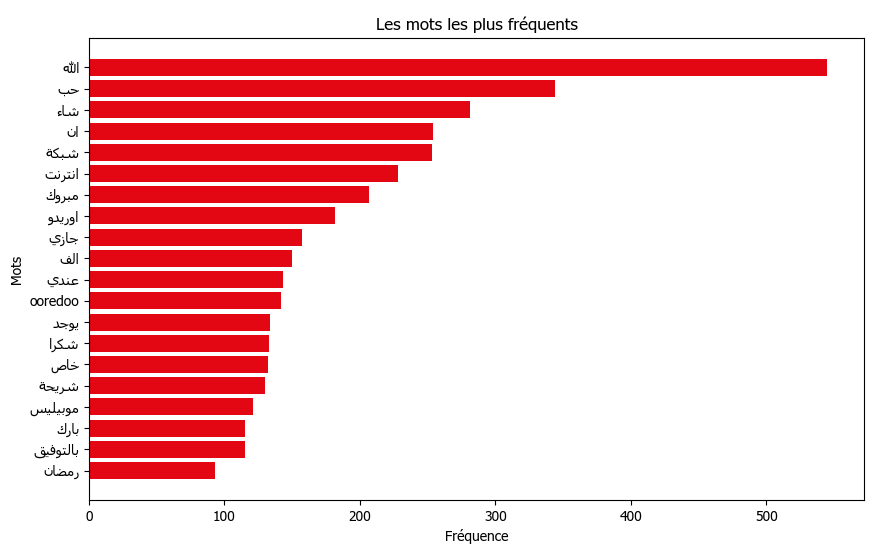 Les mots les plus fréquents
الله
حب
شاء
ان
شبكة
انترنت
مبروك
اوريدو
جازي
الف
عندي
ooredoo
يوجد
شكرا
خاص
شريحة
موبيليس
بارك
بالتوفيق
رمضان
Mots
0 100 200 300 400 500
Fréquence